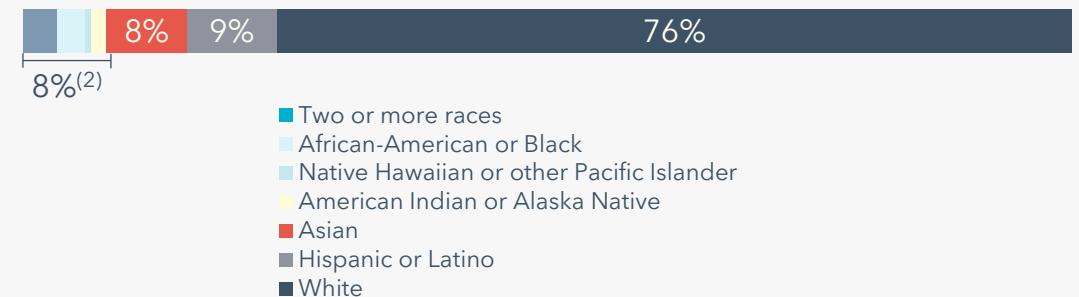 8% 9% 76%
8%(2)
Two or more races
African-American or Black
Native Hawaiian or other Pacific Islander
American Indian or Alaska Native
Asian
Hispanic or Latino
White